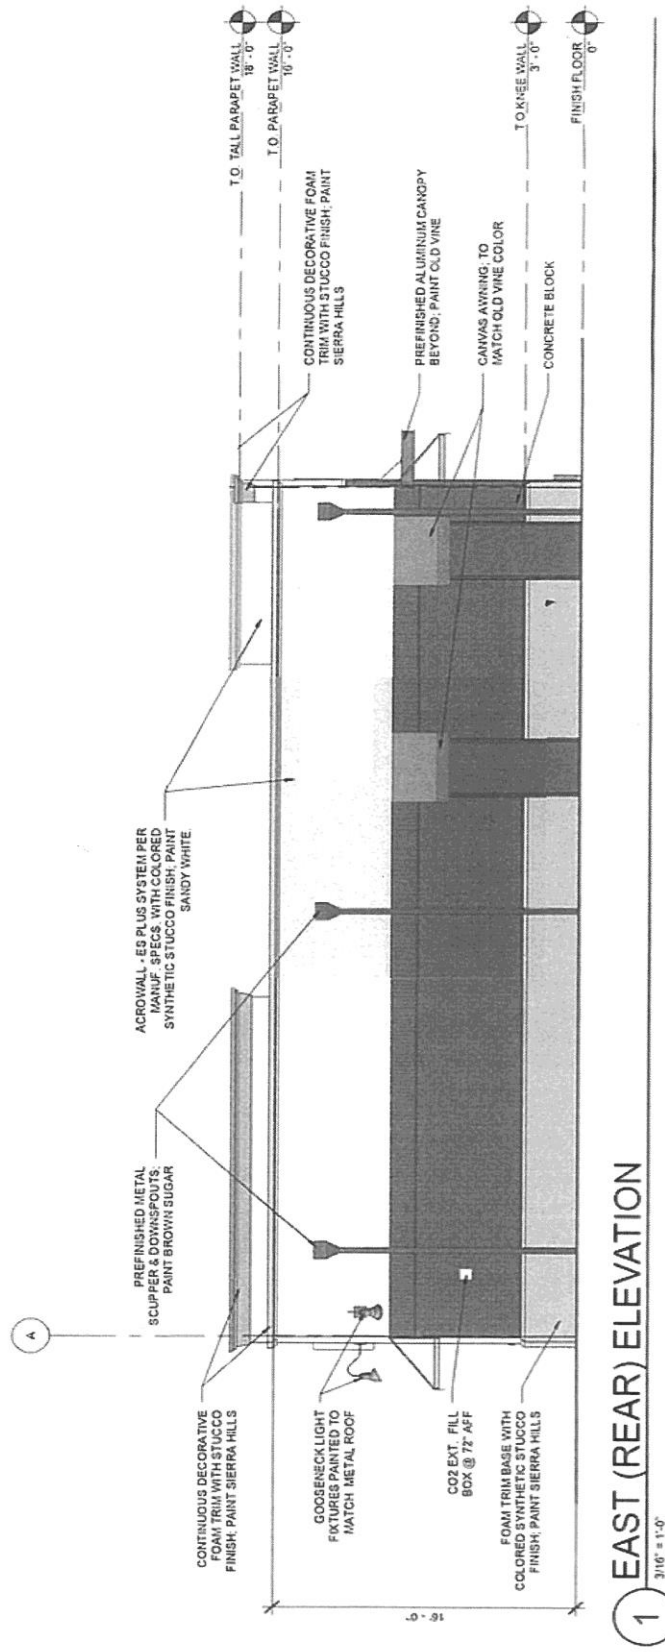 A
CONTINUOUS DECORATIVE
FOAM TRIM WITH STUCCO
FINISH; PAINT SIERRA HILLS
GOOSENECK LIGHT
FIXTURES PAINTED TO
MATCH METAL ROOF
CO2 EXT. FILL
BOX @ 72" AFF
FOAM TRIM BASE WITH
COLORED SYNTHETIC STUCCO
FINISH; PAINT SIERRA HILLS
16' - 0"
PREFINISHED METAL
SCUPPER & DOWNSPOUTS;
PAINT BROWN SUGAR
ACROWALL - ES PLUS SYSTEM PER
MANUF. SPECS. WITH COLORED
SYNTHETIC STUCCO FINISH; PAINT
SANDY WHITE.
T.O. TALL PARAPET WALL
18' - 0"
T.O. PARAPET WALL
16' - 0"
CONTINUOUS DECORATIVE FOAM
TRIM WITH STUCCO FINISH; PAINT
SIERRA HILLS
PREFINISHED ALUMINUM CANOPY
BEYOND; PAINT OLD VINE
CANVAS AWNING; TO
MATCH OLD VINE COLOR
CONCRETE BLOCK
T.O KNEE WALL
3' - 0"
FINISH FLOOR
0"
1 EAST (REAR) ELEVATION
3/16" = 1'-0"